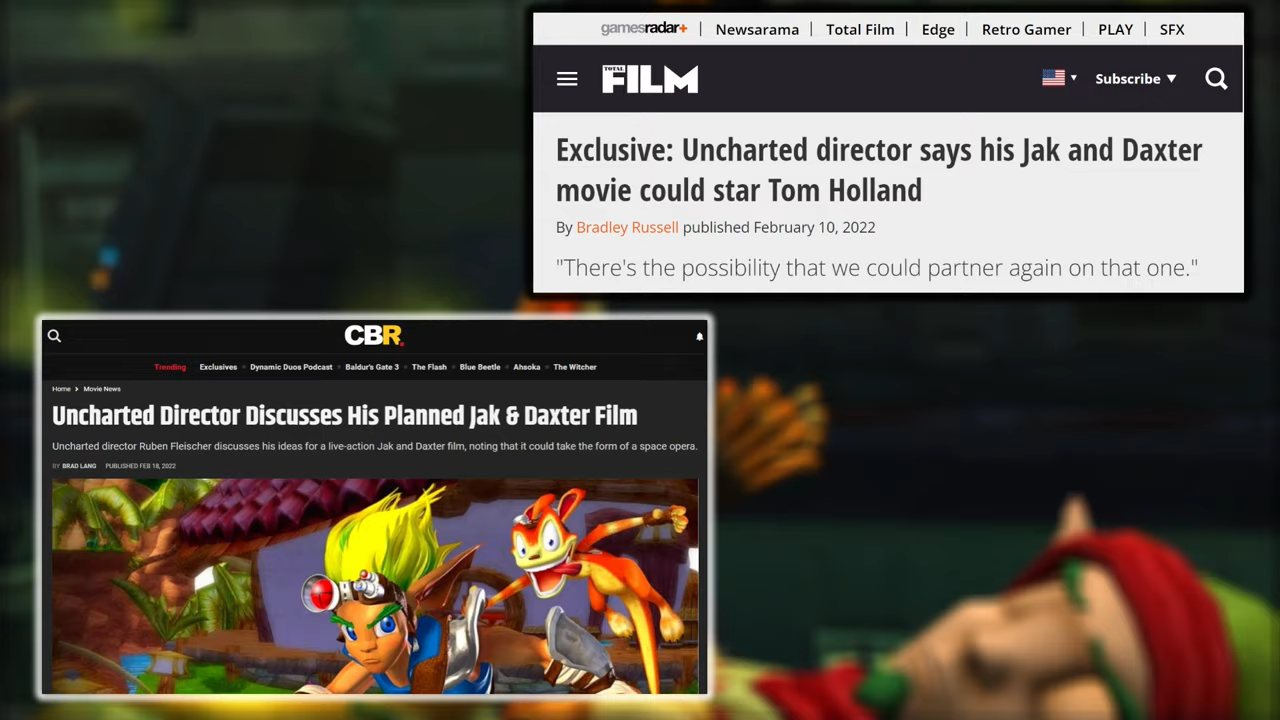 gamesradar+ Newsarama Total Film Edge Retro Gamer PLAY SFX
TOTAL
FILM
Subscribe
Exclusive: Uncharted director says his Jak and Daxter
movie could star Tom Holland
By Bradley Russell published February 10, 2022
"There's the possibility that we could partner again on that one."
CBR.
Trending Exclusives Dynamic Duos Podcast Baldur's Gate 3 The Flash Blue Beetle Ahsoka The Witcher
Home > Movie News
Uncharted Director Discusses His Planned Jak & Daxter Film
Uncharted director Ruben Fleischer discusses his ideas for a live-action Jak and Daxter film, noting that it could take the form of a space opera.
BY BRAD LANG PUBLISHED FEB 18, 2022